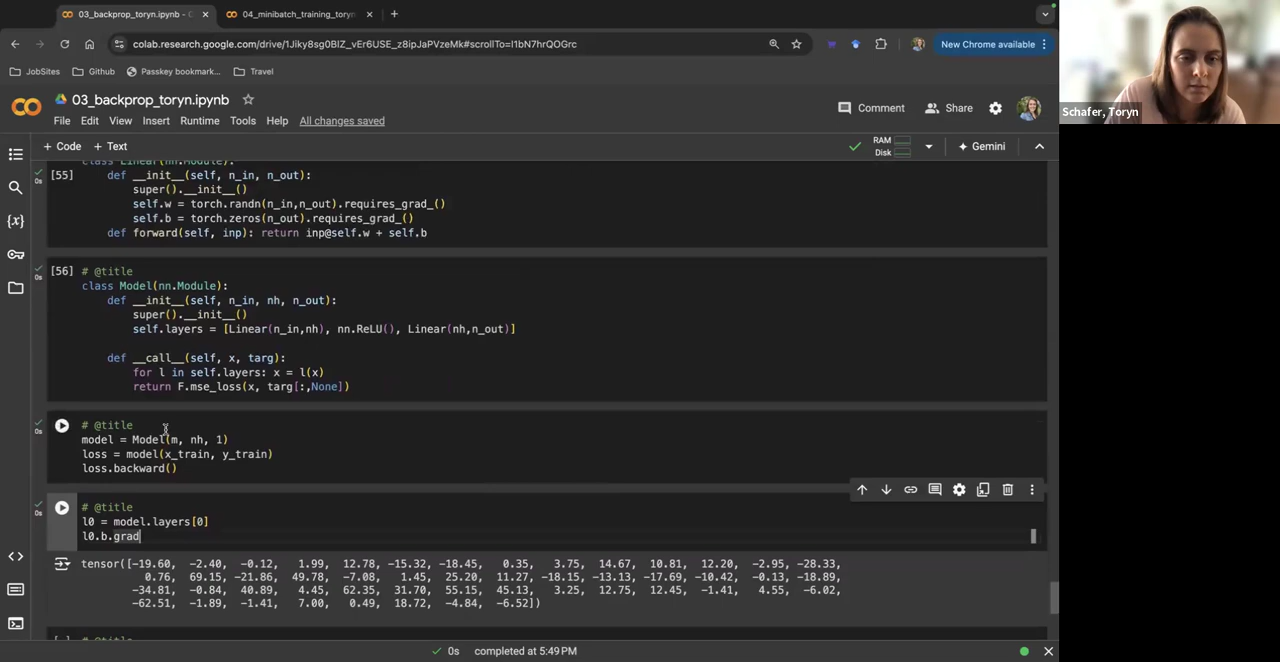 03_backprop_toryn.ipynb - C
04_minibatch_training_toryn
colab.research.google.com/drive/1Jiky8sg0BIZ_vEr6USE_z8ipJaPVzeMk#scrollTo=I1bN7hrQOGrc
New Chrome available
JobSites
Github
Passkey bookmark...
Travel
03_backprop_toryn.ipynb
Comment
Share
File Edit View Insert Runtime Tools Help All changes saved
+ Code + Text
RAM
Disk
Gemini
class Linear(nn.Module):
[55] def __init__(self, n_in, n_out):
super().__init__()
self.w = torch.randn(n_in,n_out).requires_grad_()
self.b = torch.zeros(n_out).requires_grad_()
def forward(self, inp): return inp@self.w + self.b
[56] # @title
class Model(nn.Module):
def __init__(self, n_in, nh, n_out):
super().__init__()
self.layers = [Linear(n_in,nh), nn.ReLU(), Linear(nh,n_out)]
def __call__(self, x, targ):
for l in self.layers: x = l(x)
return F.mse_loss(x, targ[:,None])
# @title
model = Model(m, nh, 1)
loss = model(x_train, y_train)
loss.backward()
# @title
l0 = model.layers[0]
l0.b.grad
tensor([-19.60, -2.40, -0.12, 1.99, 12.78, -15.32, -18.45, 0.35, 3.75, 14.67, 10.81, 12.20, -2.95, -28.33,
0.76, 69.15, -21.86, 49.78, -7.08, 1.45, 25.20, 11.27, -18.15, -13.13, -17.69, -10.42, -0.13, -18.89,
-34.81, -0.84, 40.89, 4.45, 62.35, 31.70, 55.15, 45.13, 3.25, 12.75, 12.45, -1.41, 4.55, -6.02,
-62.51, -1.89, -1.41, 7.00, 0.49, 18.72, -4.84, -6.52])
[ ] # @title
0s completed at 5:49 PM
Schafer, Toryn